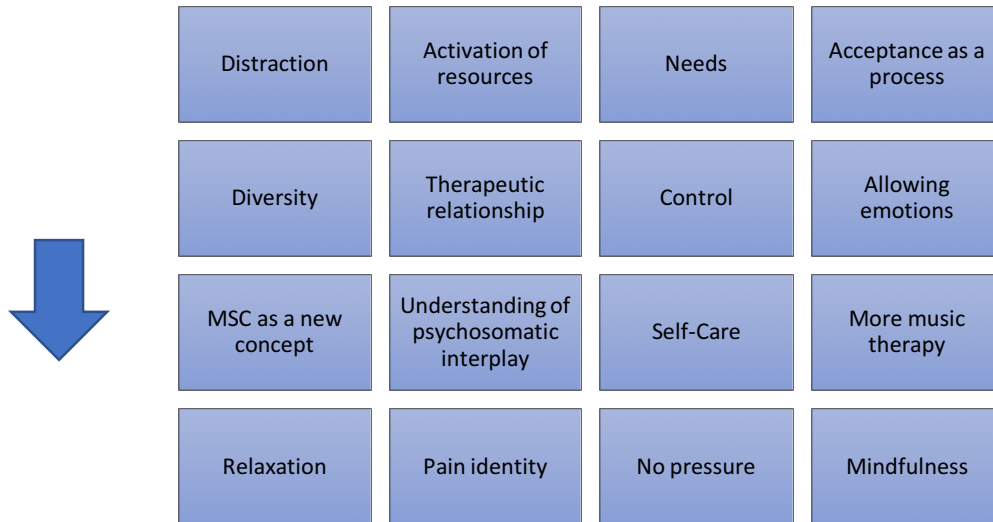 Distraction
Activation of
resources
Needs
Acceptance as a
process
Diversity
Therapeutic
relationship
Control
Allowing
emotions
MSC as a new
concept
Understanding of
psychosomatic
interplay
Self-Care
More music
therapy
Relaxation
Pain identity
No pressure
Mindfulness